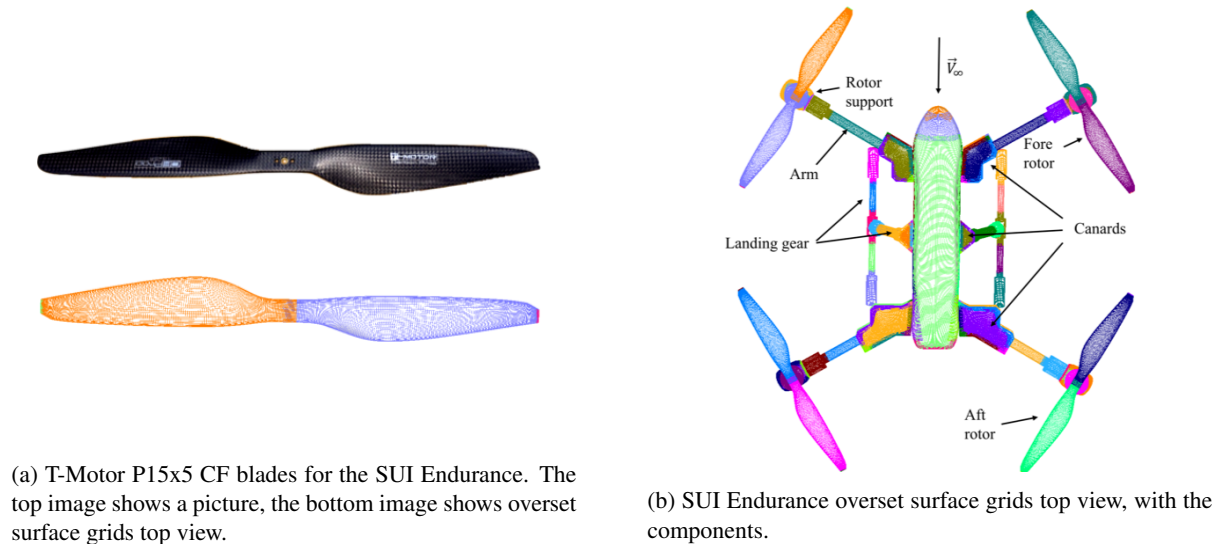 T-MOTOR
Rotor
support
Arm
Landing gear
V∞
Fore
rotor
Canards
Aft
rotor
(a) T-Motor P15x5 CF blades for the SUI Endurance. The
top image shows a picture, the bottom image shows overset
surface grids top view.
(b) SUI Endurance overset surface grids top view, with the
components.